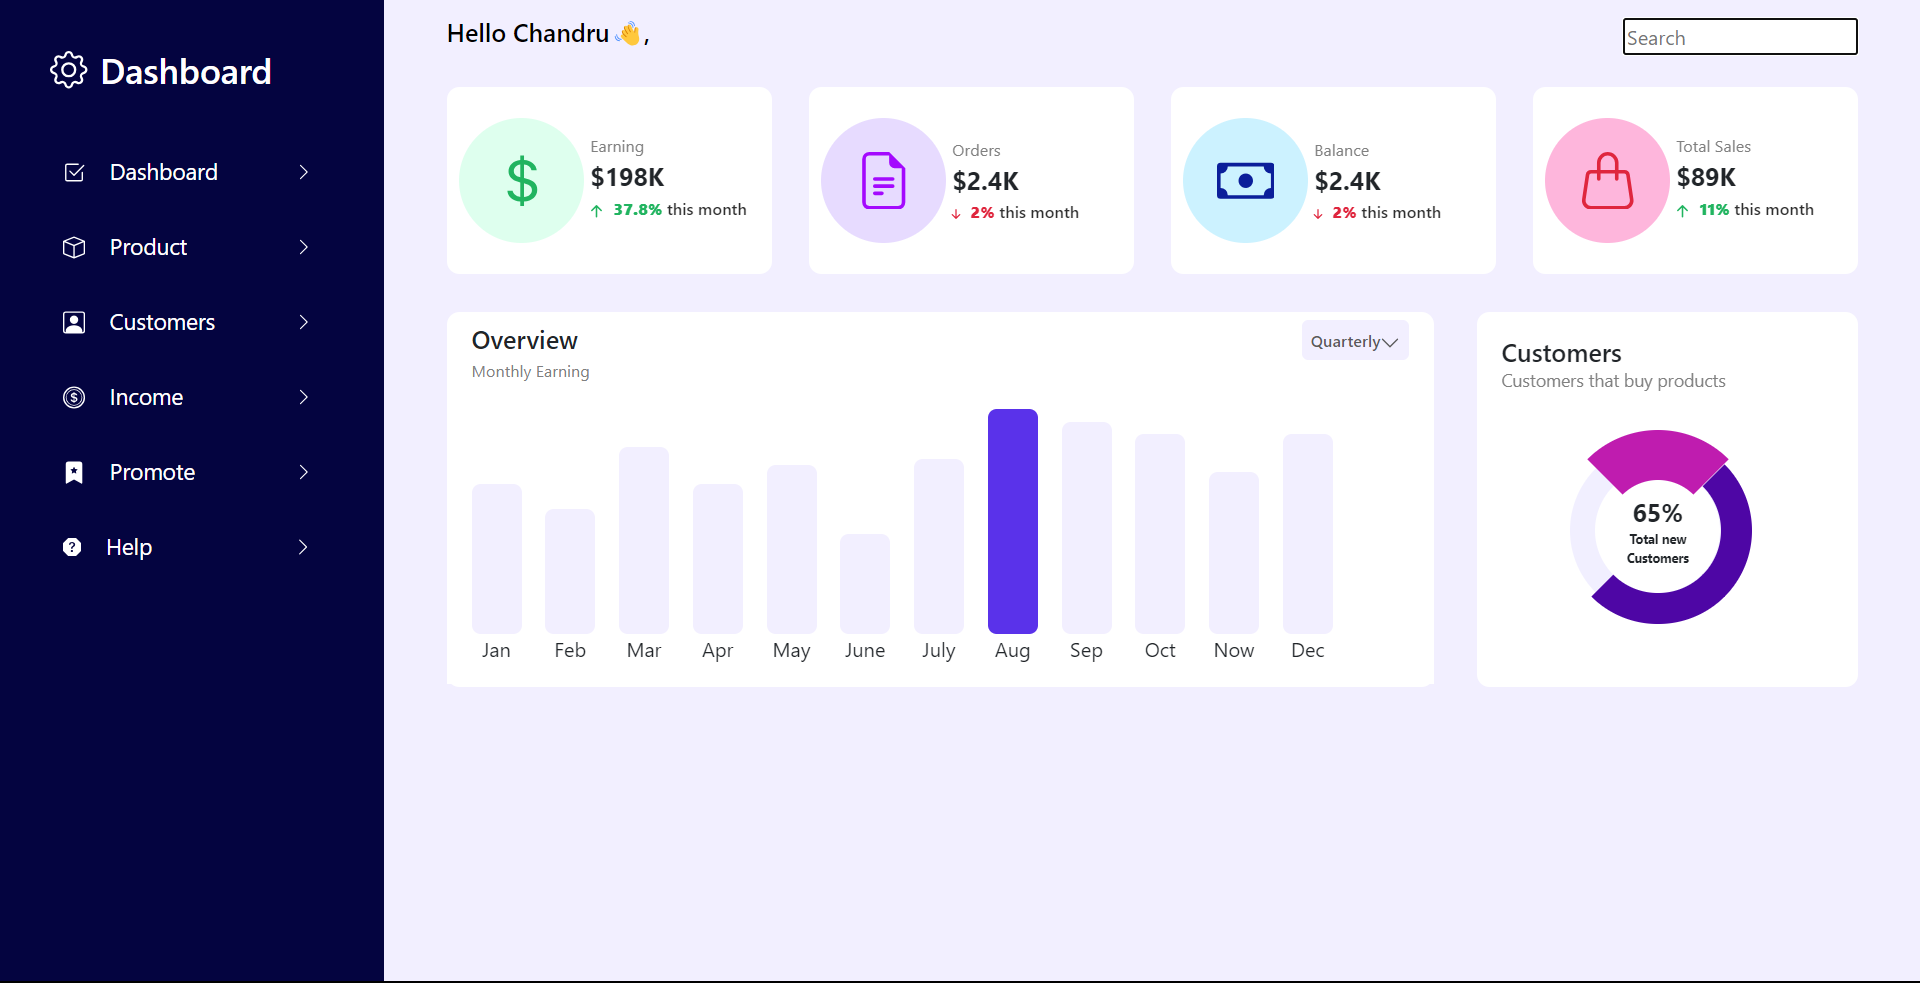 Dashboard
Dashboard
Product
Customers
Income
Promote
Help
Hello Chandru 👋,
Search
Earning
$198K
37.8% this month
Orders
$2.4K
2% this month
Balance
$2.4K
2% this month
Total Sales
$89K
11% this month
Overview
Quarterly
Monthly Earning
Jan Feb Mar Apr May June July Aug Sep Oct Now Dec
Customers
Customers that buy products
65%
Total new
Customers